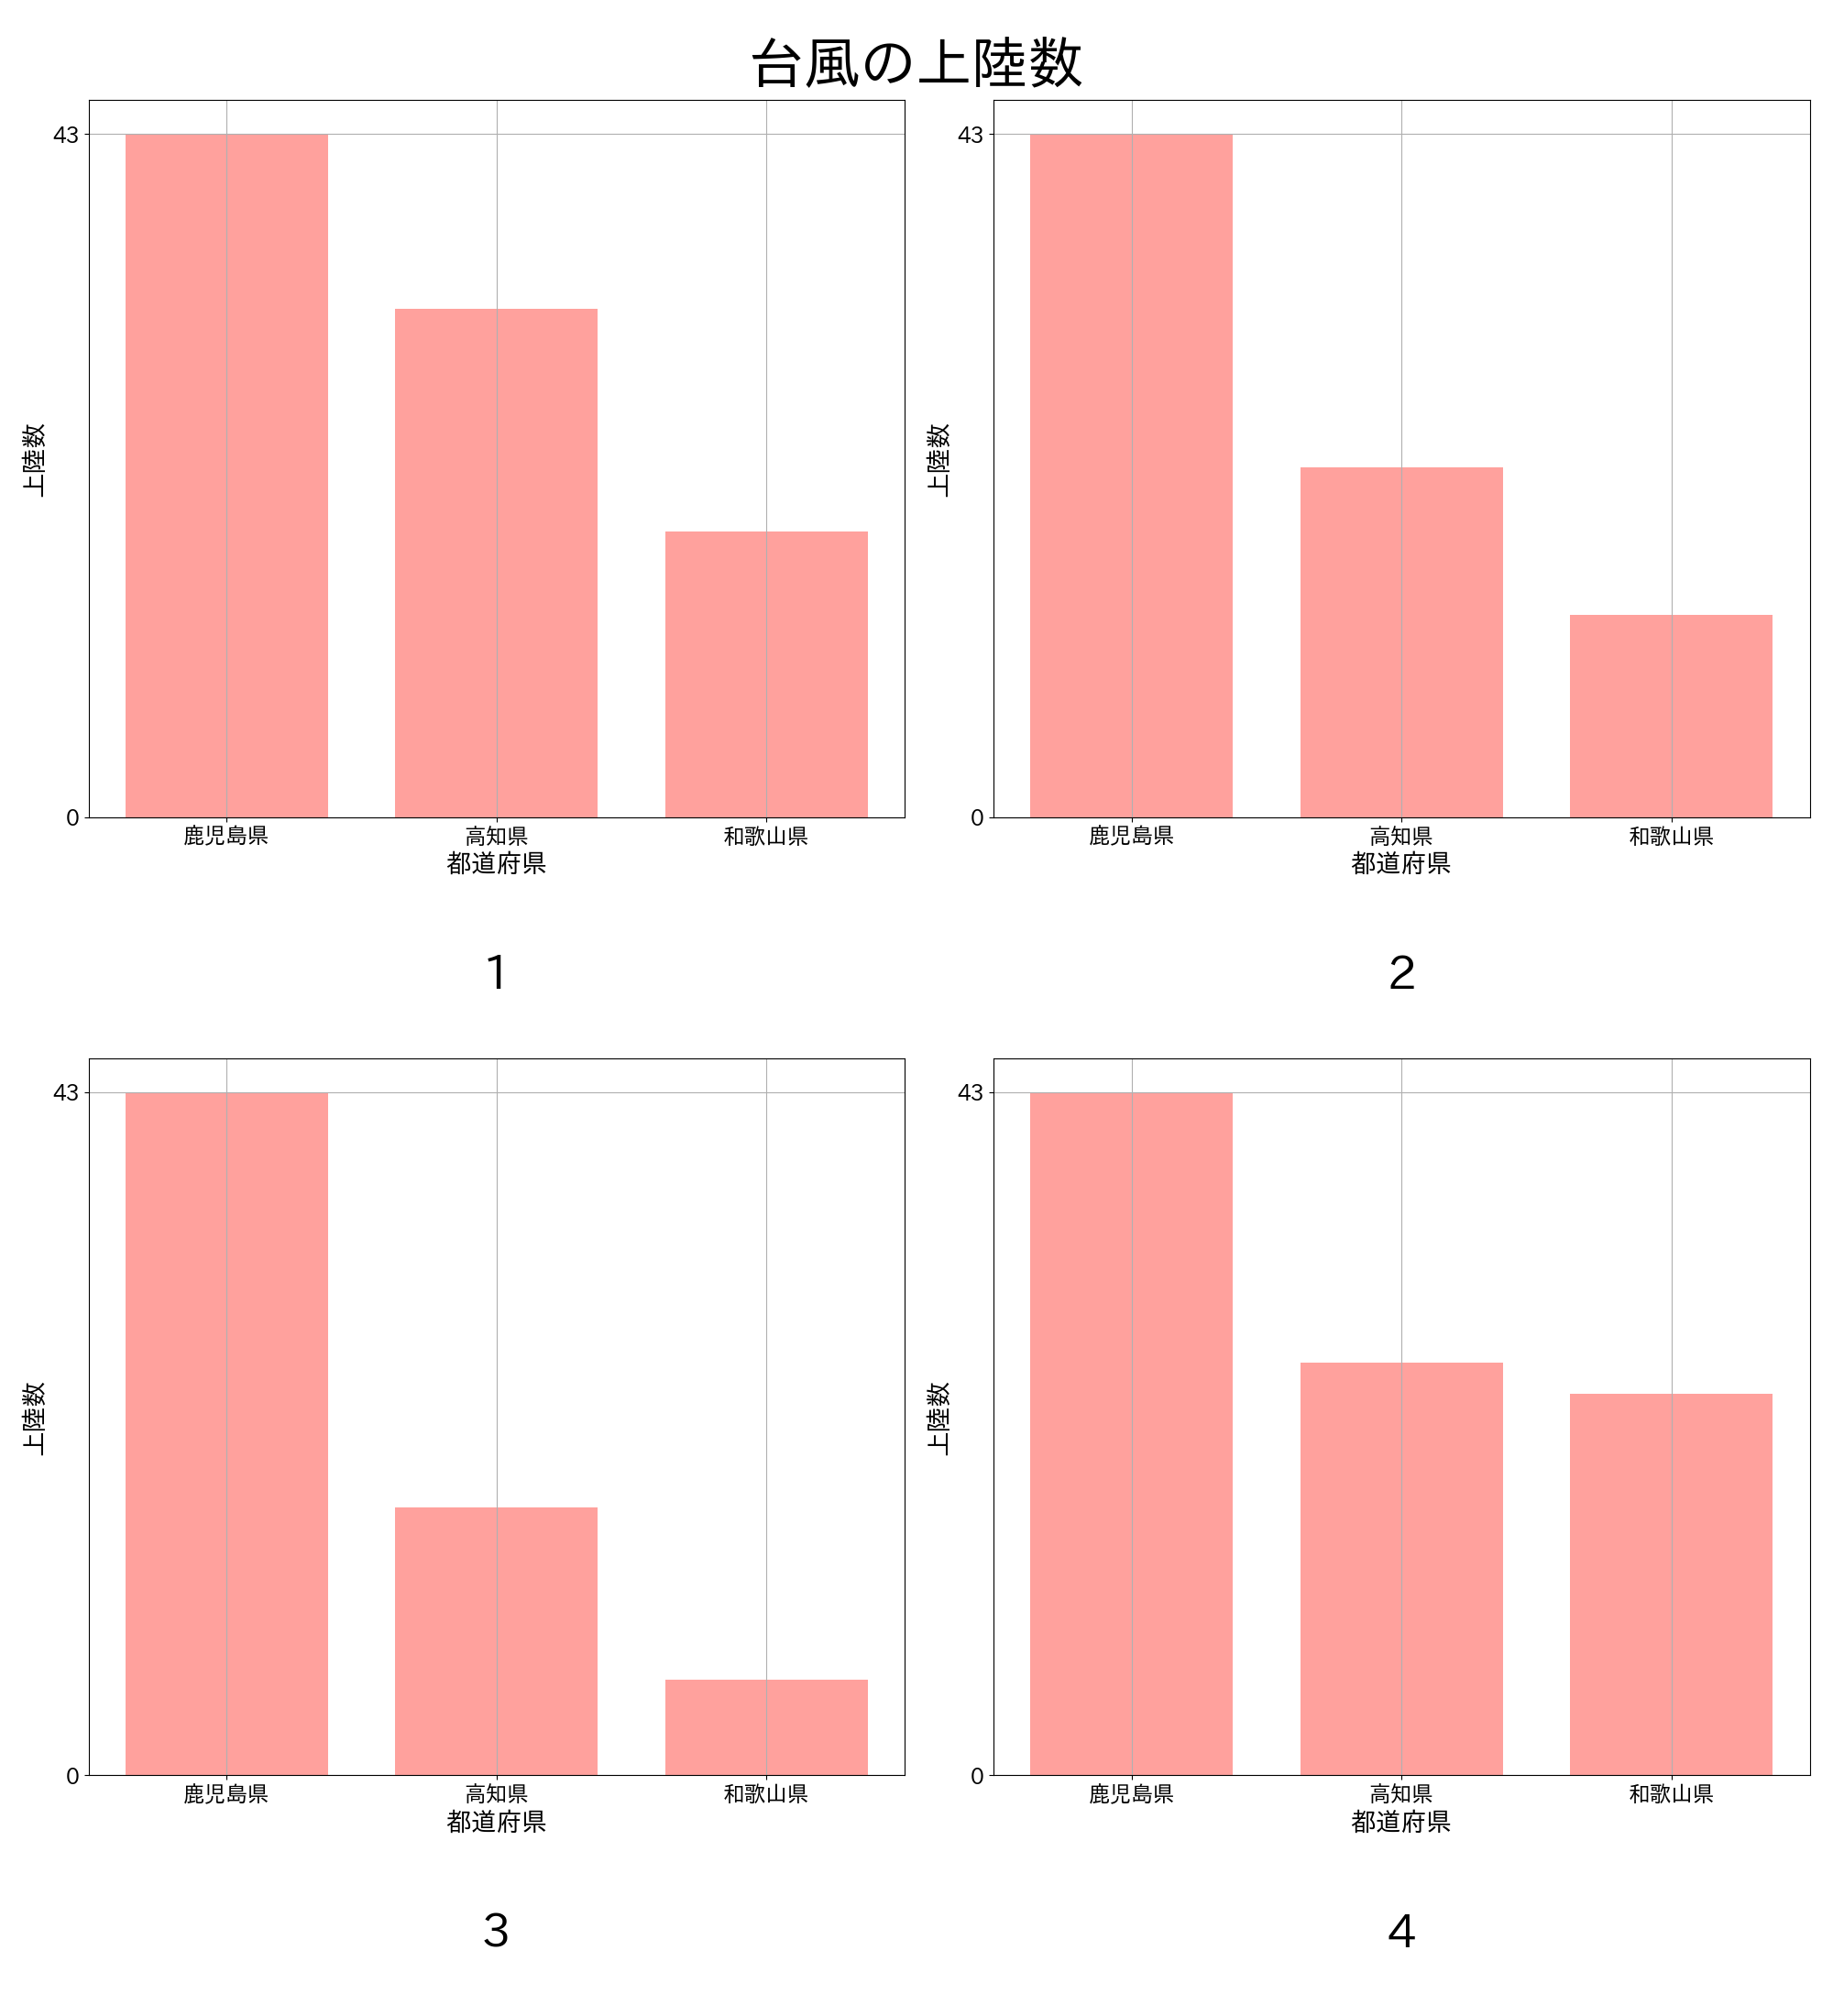 台風の上陸数
43
0
上陸数
鹿児島県 高知県 和歌山県
都道府県
1
43
0
上陸数
鹿児島県 高知県 和歌山県
都道府県
2
43
0
上陸数
鹿児島県 高知県 和歌山県
都道府県
3
43
0
上陸数
鹿児島県 高知県 和歌山県
都道府県
4